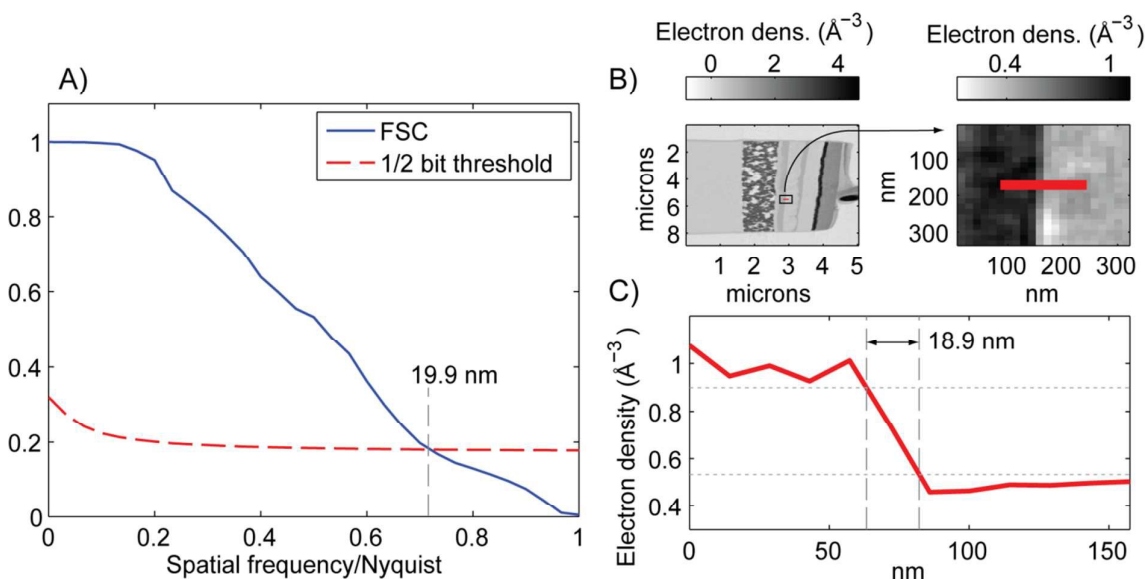 A)
1
0.8
0.6
0.4
0.2
0
0 0.2 0.4 0.6 0.8 1
Spatial frequency/Nyquist
FSC
1/2 bit threshold
19.9 nm
B)
Electron dens. (Å⁻³)
0 2 4
microns
2
4
6
8
1 2 3 4 5
microns
Electron dens. (Å⁻³)
0.4 1
nm
100
200
300
100 200 300
nm
C)
Electron density (Å⁻³)
1
0.8
0.6
0.4
18.9 nm
0 50 100 150
nm